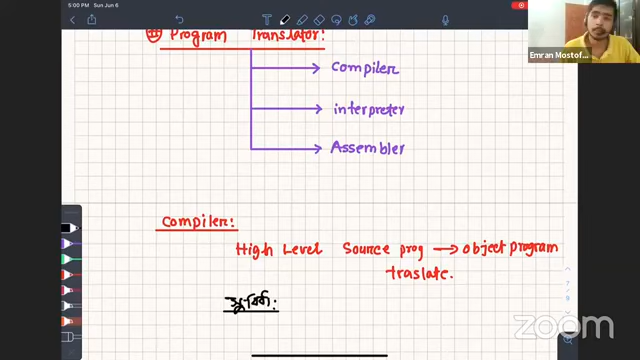 5:00 PM Sun Jun 6
Program Translator:
Compiler
interpreter
Assembler
Emran Mostof...
Compiler:
High Level Source prog → object program
traslate.
সুবিধা:
zoom